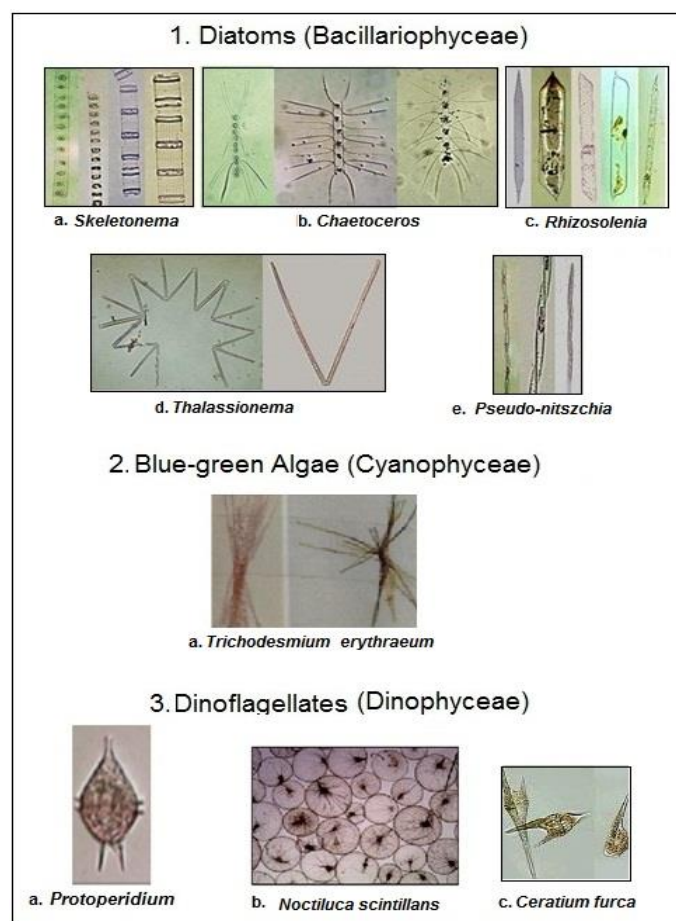 1. Diatoms (Bacillariophyceae)
a. Skeletonema
b. Chaetoceros
c. Rhizosolenia
d. Thalassionema
e. Pseudo-nitszchia
2. Blue-green Algae (Cyanophyceae)
a. Trichodesmium erythraeum
3. Dinoflagellates (Dinophyceae)
a. Protoperidium
b. Noctiluca scintillans
c. Ceratium furca